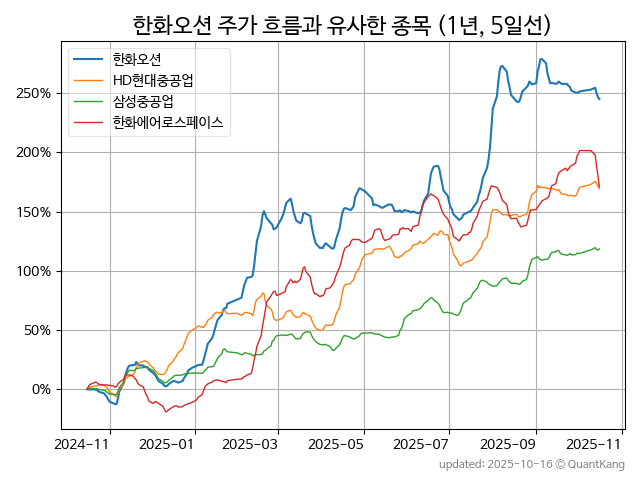 한화오션 주가 흐름과 유사한 종목 (1년, 5일선)
한화오션
HD현대중공업
삼성중공업
한화에어로스페이스
250%
200%
150%
100%
50%
0%
2024-11 2025-01 2025-03 2025-05 2025-07 2025-09 2025-11
updated: 2025-10-16 © QuantKang